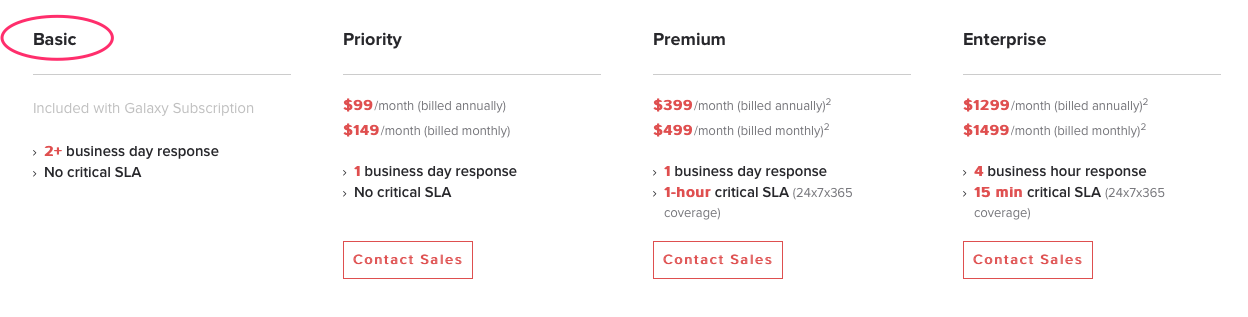 Basic
Included with Galaxy Subscription
› 2+ business day response
› No critical SLA
Priority
$99/month (billed annually)
$149/month (billed monthly)
› 1 business day response
› No critical SLA
Contact Sales
Premium
$399/month (billed annually)2
$499/month (billed monthly)2
› 1 business day response
› 1-hour critical SLA (24x7x365
coverage)
Contact Sales
Enterprise
$1299/month (billed annually)2
$1499/month (billed monthly)2
› 4 business hour response
› 15 min critical SLA (24x7x365
coverage)
Contact Sales